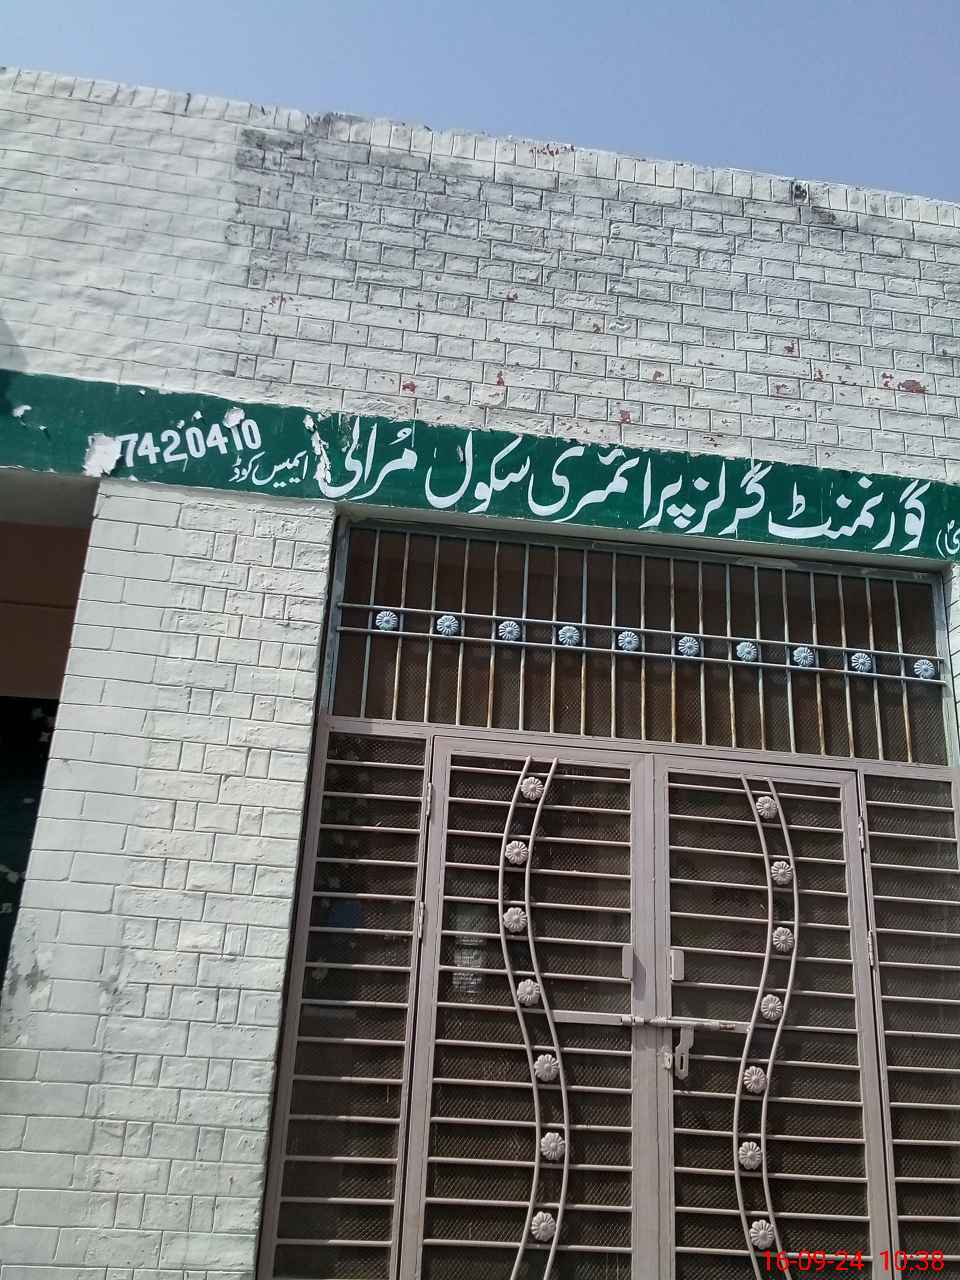 گورنمنٹ گرلز پرائمری سکول مُرالی
ایمیس کوڈ
7420410
16-09-24 10:38